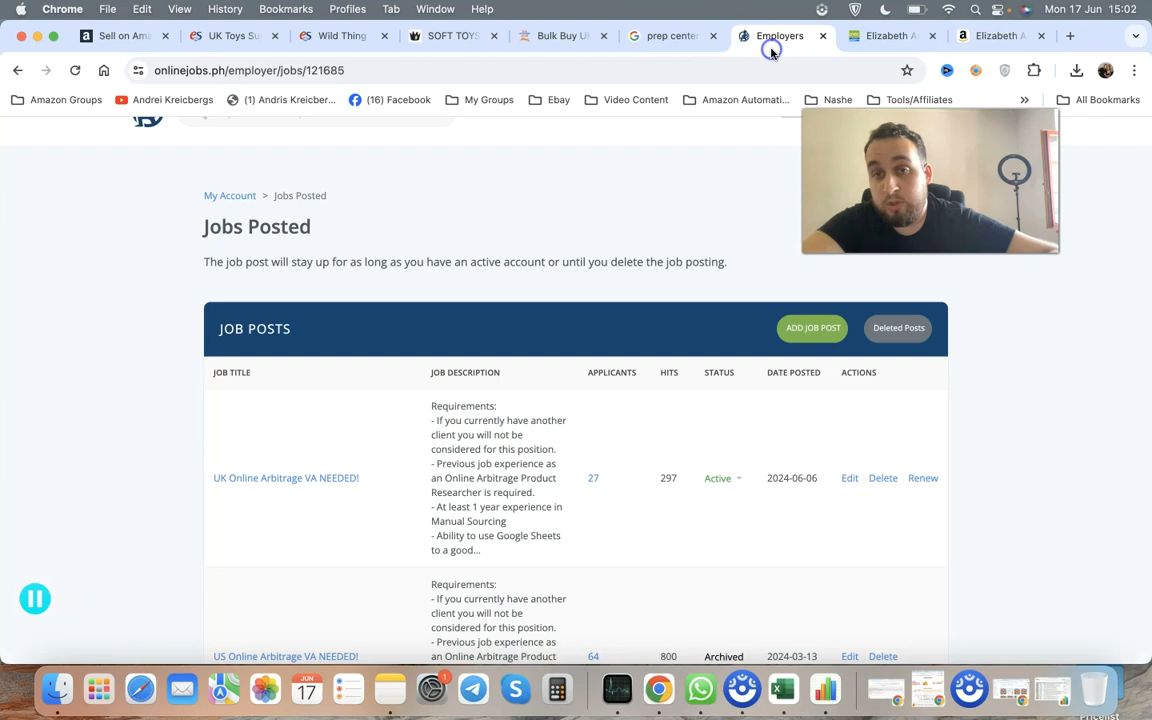 Chrome File Edit View History Bookmarks Profiles Tab Window Help Mon 17 Jun 15:02
Sell on Ama UK Toys Su Wild Thing SOFT TOYS Bulk Buy U prep center Employers Elizabeth A Elizabeth A
onlinejobs.ph/employer/jobs/121685
Amazon Groups Andrei Kreicbergs (1) Andris Kreicber... (16) Facebook My Groups Ebay Video Content Amazon Automati... Nashe Tools/Affiliates » All Bookmarks
My Account > Jobs Posted
Jobs Posted
The job post will stay up for as long as you have an active account or until you delete the job posting.
JOB POSTS ADD JOB POST Deleted Posts
JOB TITLE JOB DESCRIPTION APPLICANTS HITS STATUS DATE POSTED ACTIONS
Requirements:
- If you currently have another
client you will not be
considered for this position.
- Previous job experience as
an Online Arbitrage Product
UK Online Arbitrage VA NEEDED! 27 297 Active 2024-06-06 Edit Delete Renew
Researcher is required.
- At least 1 year experience in
Manual Sourcing
- Ability to use Google Sheets
to a good...
Requirements:
- If you currently have another
client you will not be
considered for this position.
- Previous job experience as
US Online Arbitrage VA NEEDED! an Online Arbitrage Product 64 800 Archived 2024-03-13 Edit Delete
JUN
17
1
Pricelist